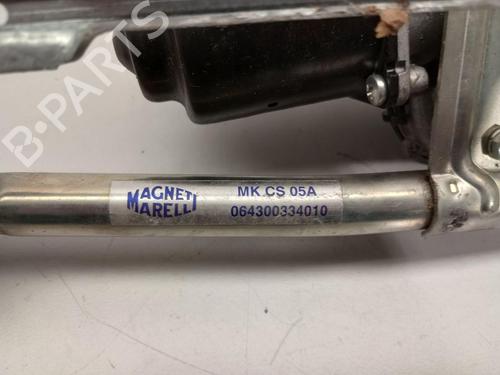 B-PARTS
MAGNETI
MARELLI
MK.CS 05A
064300334010